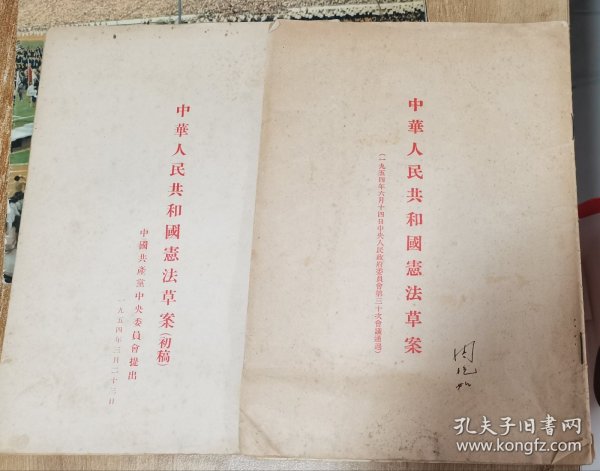 中華人民共和國憲法草案(初稿)
中國共產黨中央委員會提出
一九五四年三月二十三日
中華人民共和國憲法草案
(一九五四年六月十四日中央人民政府委員會第三十次會議通過)
孔夫子旧书网
www.kongfz.com